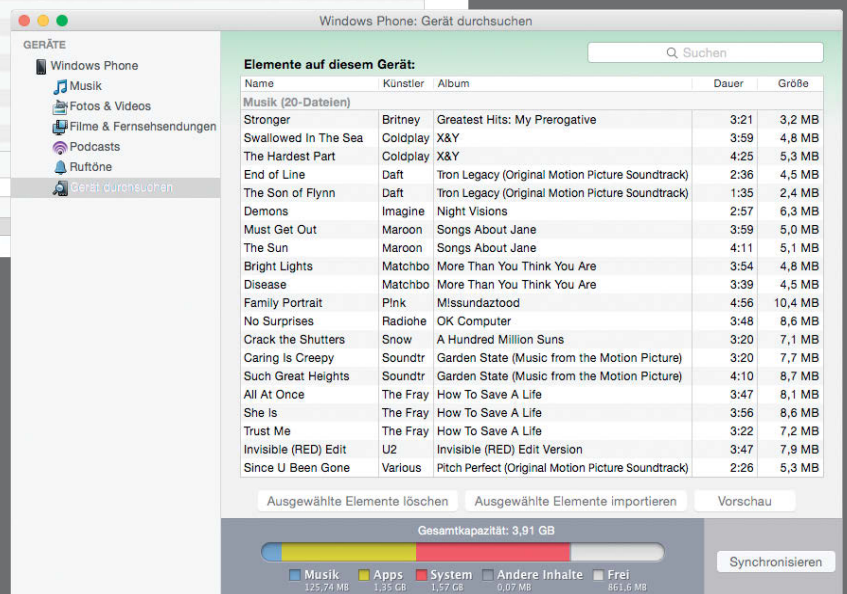 Windows Phone: Gerät durchsuchen
GERÄTE
Windows Phone
Musik
Fotos & Videos
Filme & Fernsehsendungen
Podcasts
Ruftöne
Gerät durchsuchen
Suchen
Elemente auf diesem Gerät:
Name Künstler Album Dauer Größe
Musik (20-Dateien)
Stronger Britney Greatest Hits: My Prerogative 3:21 3,2 MB
Swallowed In The Sea Coldplay X&Y 3:59 4,8 MB
The Hardest Part Coldplay X&Y 4:25 5,3 MB
End of Line Daft Tron Legacy (Original Motion Picture Soundtrack) 2:36 4,5 MB
The Son of Flynn Daft Tron Legacy (Original Motion Picture Soundtrack) 1:35 2,4 MB
Demons Imagine Night Visions 2:57 6,3 MB
Must Get Out Maroon Songs About Jane 3:59 5,0 MB
The Sun Maroon Songs About Jane 4:11 5,1 MB
Bright Lights Matchbo More Than You Think You Are 3:54 4,8 MB
Disease Matchbo More Than You Think You Are 3:39 4,5 MB
Family Portrait P!nk M!ssundaztood 4:56 10,4 MB
No Surprises Radiohe OK Computer 3:48 8,6 MB
Crack the Shutters Snow A Hundred Million Suns 3:20 7,1 MB
Caring Is Creepy Soundtr Garden State (Music from the Motion Picture) 3:20 7,7 MB
Such Great Heights Soundtr Garden State (Music from the Motion Picture) 4:10 8,7 MB
All At Once The Fray How To Save A Life 3:47 8,1 MB
She Is The Fray How To Save A Life 3:56 8,6 MB
Trust Me The Fray How To Save A Life 3:22 7,2 MB
Invisible (RED) Edit U2 Invisible (RED) Edit Version 3:47 7,9 MB
Since U Been Gone Various Pitch Perfect (Original Motion Picture Soundtrack) 2:26 5,3 MB
Ausgewählte Elemente löschen Ausgewählte Elemente importieren Vorschau
Gesamtkapazität: 3,91 GB
Musik Apps System Andere Inhalte Frei
125,74 MB 1,35 GB 1,57 GB 0,07 MB 861,6 MB
Synchronisieren